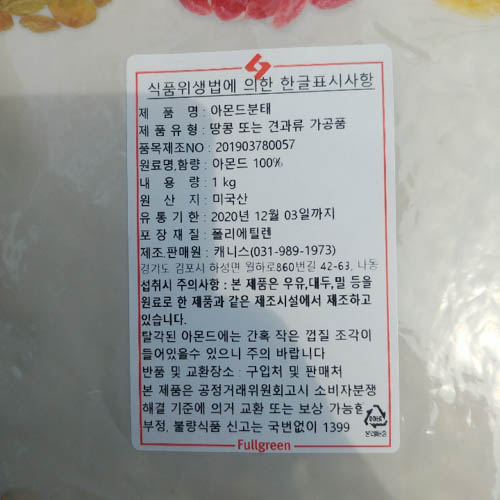 식품위생법에 의한 한글표시사항
제 품 명 : 아몬드분태
제 품 유 형 : 땅콩 또는 견과류 가공품
품목제조NO : 201903780057
원료명,함량 : 아몬드 100%
내 용 량 : 1 kg
원 산 지 : 미국산
유 통 기 한 : 2020년 12월 03일까지
포 장 재 질 : 폴리에틸렌
제조.판매원 : 캐니스(031-989-1973)
경기도 김포시 하성면 월하로860번길 42-63, 나동
섭취시 주의사항 : 본 제품은 우유,대두,밀 등을
원료로 한 제품과 같은 제조시설에서 제조하고
있습니다.
탈각된 아몬드에는 간혹 작은 껍질 조각이
들어있을수 있으니 주의 바랍니다
반품 및 교환장소 : 구입처 및 판매처
본 제품은 공정거래위원회고시 소비자분쟁
해결 기준에 의거 교환 또는 보상 가능함
부정, 불량식품 신고는 국번없이 1399
Fullgreen